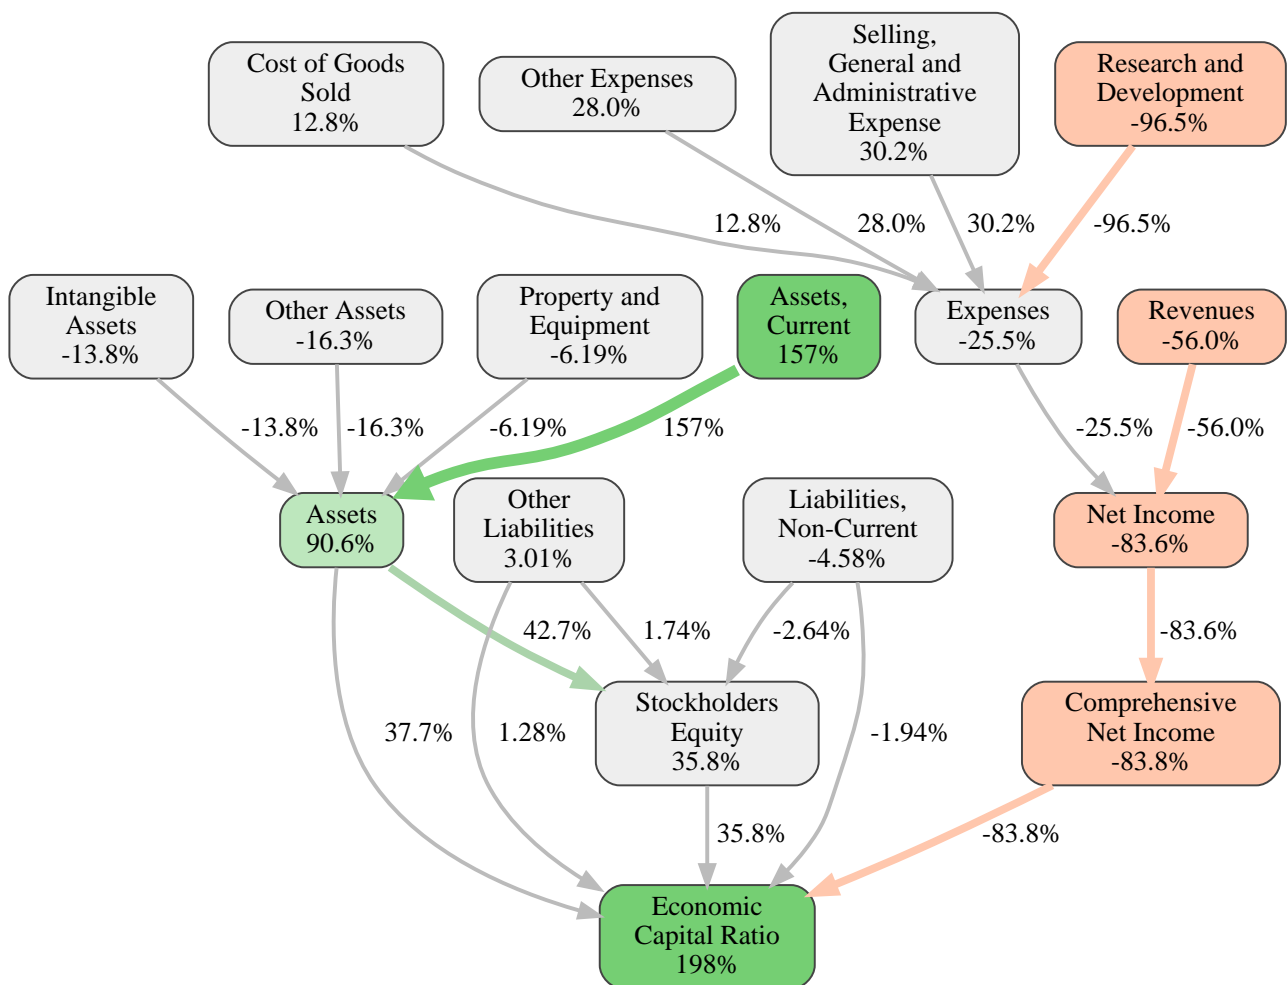 Cost of Goods
Sold
12.8%
Other Expenses
28.0%
Selling,
General and
Administrative
Expense
30.2%
Research and
Development
-96.5%
12.8%
28.0%
30.2%
-96.5%
Intangible
Assets
-13.8%
Other Assets
-16.3%
Property and
Equipment
-6.19%
Assets,
Current
157%
Expenses
-25.5%
Revenues
-56.0%
-13.8%
-16.3%
-6.19%
157%
-25.5%
-56.0%
Assets
90.6%
Other
Liabilities
3.01%
Liabilities,
Non-Current
-4.58%
Net Income
-83.6%
42.7%
1.74%
-2.64%
-83.6%
Stockholders
Equity
35.8%
Comprehensive
Net Income
-83.8%
37.7%
1.28%
-1.94%
35.8%
-83.8%
Economic
Capital Ratio
198%